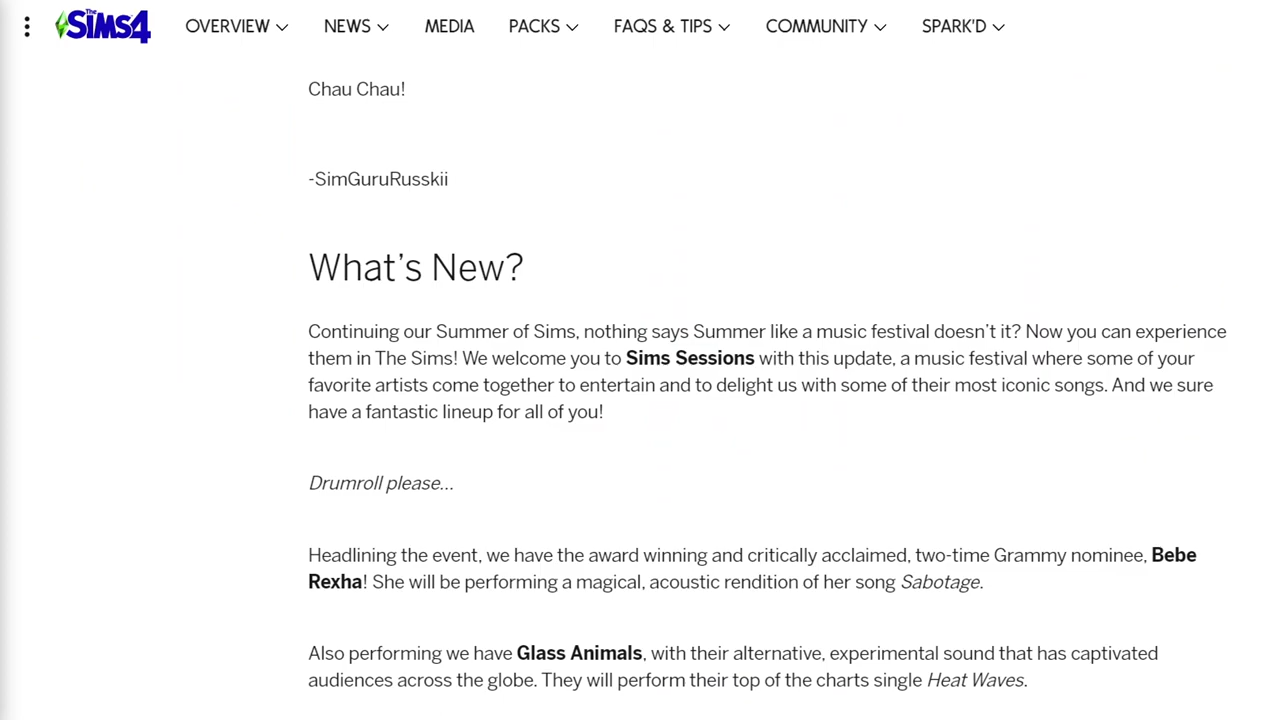 The Sims 4 OVERVIEW NEWS MEDIA PACKS FAQS & TIPS COMMUNITY SPARK'D
Chau Chau!
-SimGuruRusskii
What’s New?
Continuing our Summer of Sims, nothing says Summer like a music festival doesn’t it? Now you can experience
them in The Sims! We welcome you to Sims Sessions with this update, a music festival where some of your
favorite artists come together to entertain and to delight us with some of their most iconic songs. And we sure
have a fantastic lineup for all of you!
Drumroll please...
Headlining the event, we have the award winning and critically acclaimed, two-time Grammy nominee, Bebe
Rexha! She will be performing a magical, acoustic rendition of her song Sabotage.
Also performing we have Glass Animals, with their alternative, experimental sound that has captivated
audiences across the globe. They will perform their top of the charts single Heat Waves.